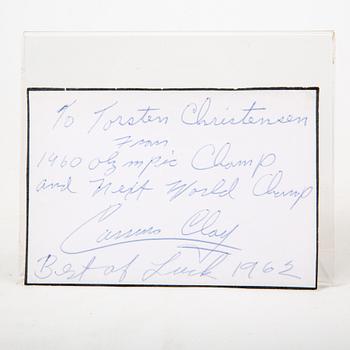 To Torsten Christensen
From
1960 Olympic Champ
and Next World Champ
Cassius Clay
Best of Luck 1962